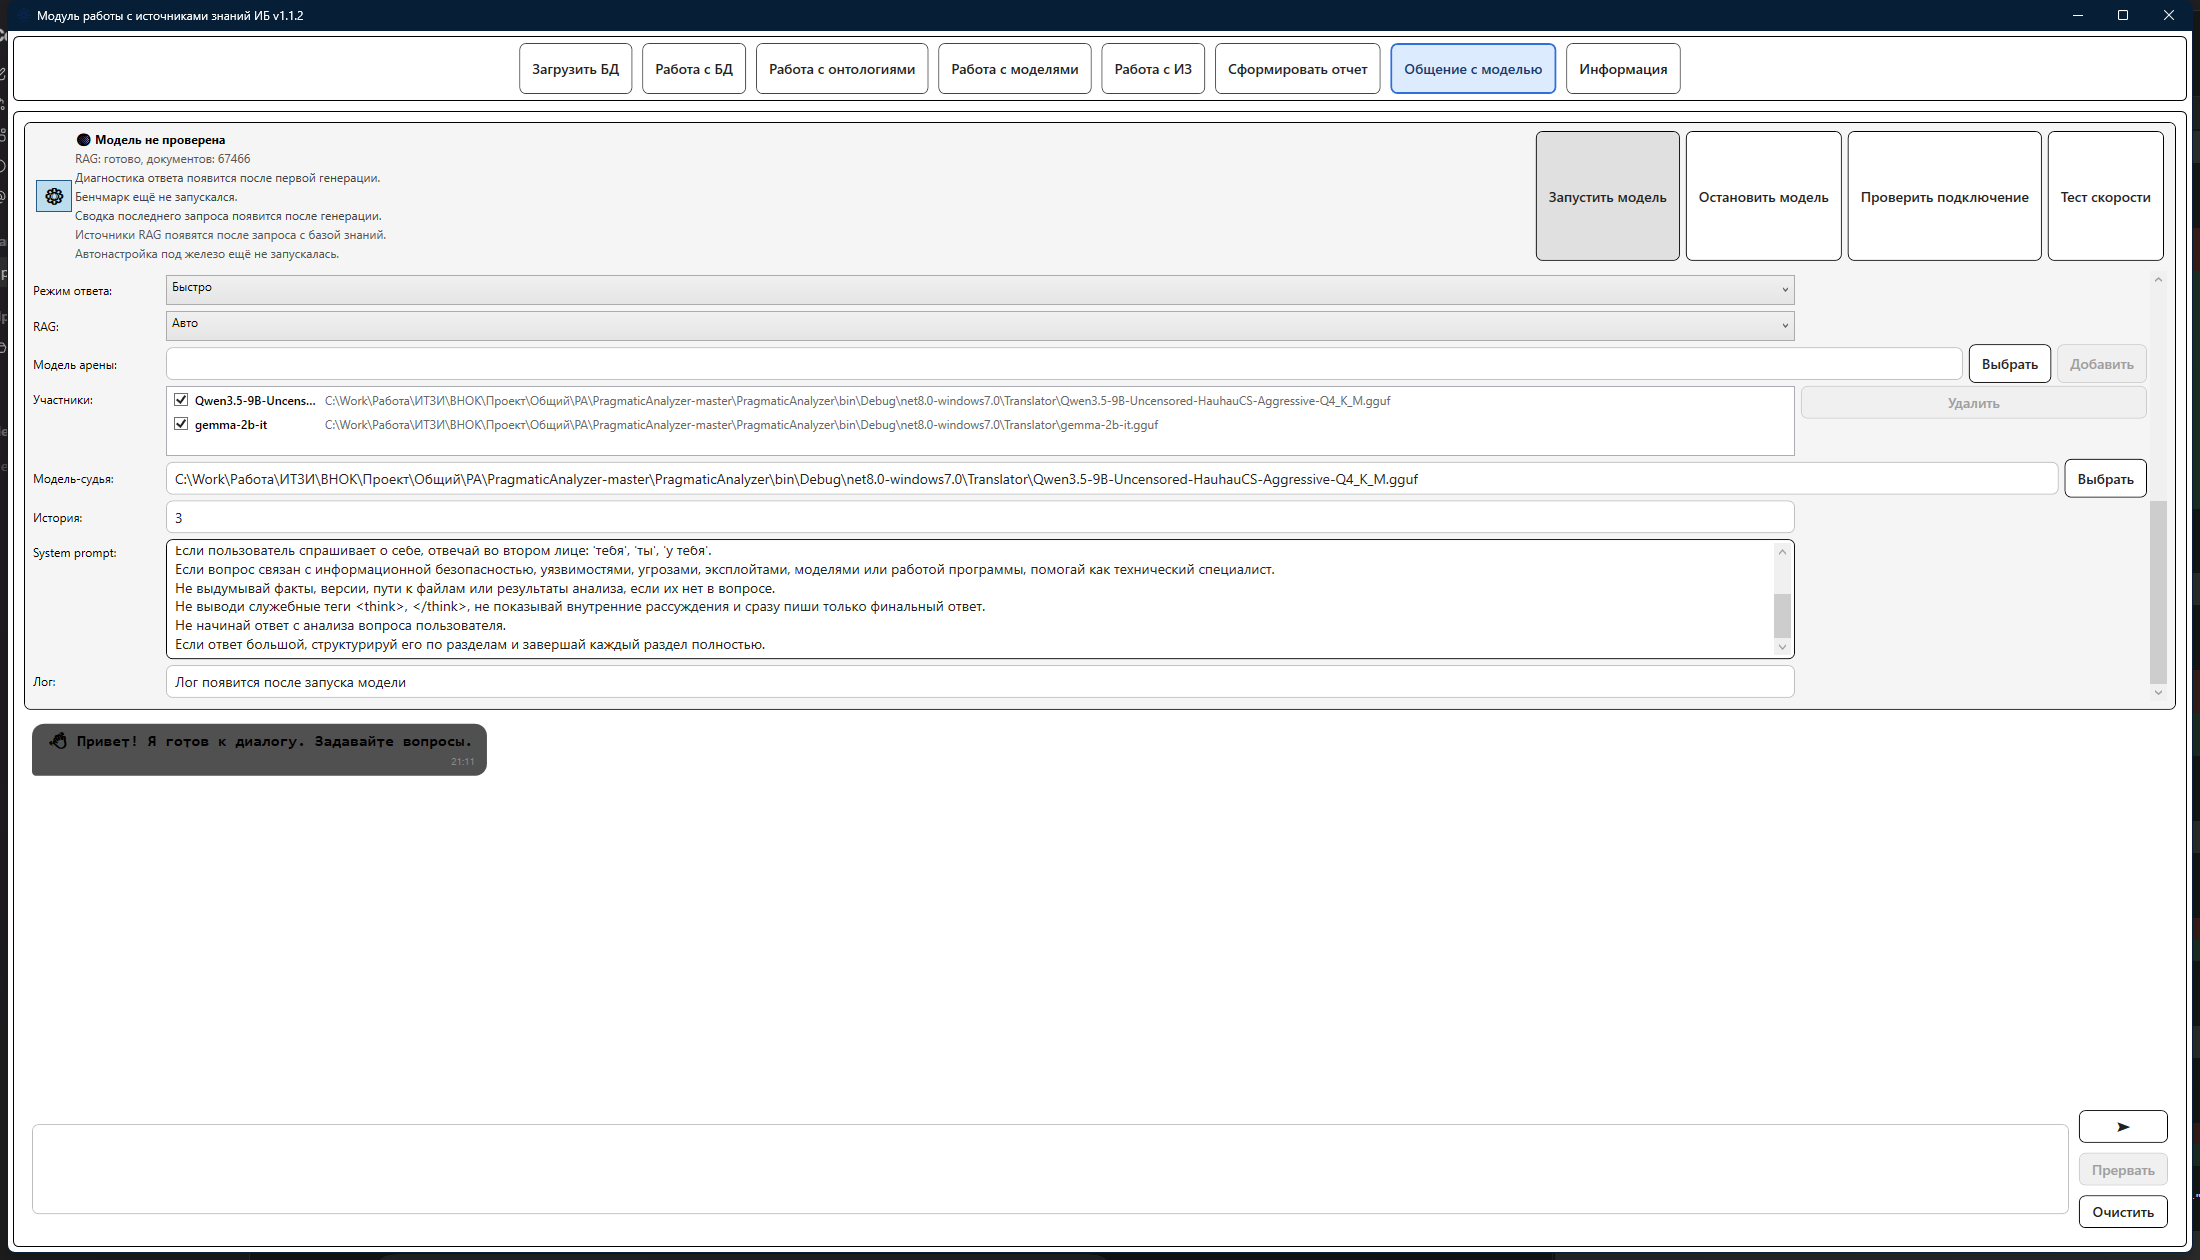 Модуль работы с источниками знаний ИБ v1.1.2
Загрузить БД
Работа с БД
Работа с онтологиями
Работа с моделями
Работа с ИЗ
Сформировать отчет
Общение с моделью
Информация
Модель не проверена
RAG: готово, документов: 67466
Диагностика ответа появится после первой генерации.
Бенчмарк ещё не запускался.
Сводка последнего запроса появится после генерации.
Источники RAG появятся после запроса с базой знаний.
Автонастройка под железо ещё не запускалась.
Запустить модель
Остановить модель
Проверить подключение
Тест скорости
Режим ответа:
Быстро
RAG:
Авто
Модель арены:
Выбрать
Добавить
Участники:
Qwen3.5-9B-Uncens... C:\Work\Работа\ИТЗИ\ВНОК\Проект\Общий\PA\PragmaticAnalyzer-master\PragmaticAnalyzer\bin\Debug\net8.0-windows7.0\Translator\Qwen3.5-9B-Uncensored-HauhauCS-Aggressive-Q4_K_M.gguf
gemma-2b-it C:\Work\Работа\ИТЗИ\ВНОК\Проект\Общий\PA\PragmaticAnalyzer-master\PragmaticAnalyzer\bin\Debug\net8.0-windows7.0\Translator\gemma-2b-it.gguf
Удалить
Модель-судья:
C:\Work\Работа\ИТЗИ\ВНОК\Проект\Общий\PA\PragmaticAnalyzer-master\PragmaticAnalyzer\bin\Debug\net8.0-windows7.0\Translator\Qwen3.5-9B-Uncensored-HauhauCS-Aggressive-Q4_K_M.gguf
Выбрать
История:
3
System prompt:
Если пользователь спрашивает о себе, отвечай во втором лице: 'тебя', 'ты', 'у тебя'.
Если вопрос связан с информационной безопасностью, уязвимостями, угрозами, эксплойтами, моделями или работой программы, помогай как технический специалист.
Не выдумывай факты, версии, пути к файлам или результаты анализа, если их нет в вопросе.
Не выводи служебные теги <think>, </think>, не показывай внутренние рассуждения и сразу пиши только финальный ответ.
Не начинай ответ с анализа вопроса пользователя.
Если ответ большой, структурируй его по разделам и завершай каждый раздел полностью.
Лог:
Лог появится после запуска модели
Привет! Я готов к диалогу. Задавайте вопросы.
21:11
Прервать
Очистить